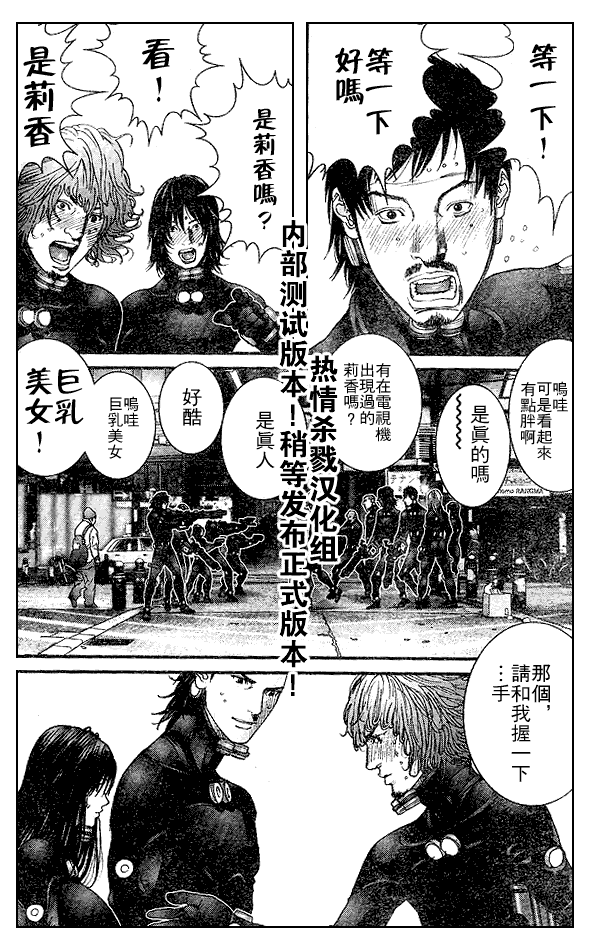 等一下！
等一下
好嗎
是莉香嗎？
看！
是莉香
嗚哇
可是看起來
有點胖啊
是真的嗎
有在電視機
出現過的
莉香嗎？
是眞人
好酷
嗚哇
巨乳美女
巨乳
美女！
那個，
請和我握一下
…手
内部测试版本！稍等发布正式版本！
热情杀戮汉化组